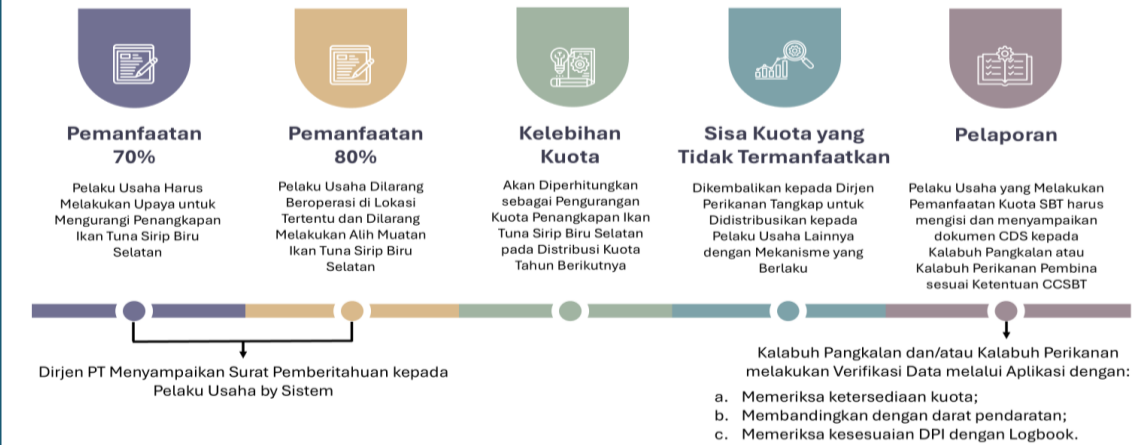 Pemanfaatan
70%
Pelaku Usaha Harus
Melakukan Upaya untuk
Mengurangi Penangkapan
Ikan Tuna Sirip Biru
Selatan
Pemanfaatan
80%
Pelaku Usaha Dilarang
Beroperasi di Lokasi
Tertentu dan Dilarang
Melakukan Alih Muatan
Ikan Tuna Sirip Biru
Selatan
Kelebihan
Kuota
Akan Diperhitungkan
sebagai Pengurangan
Kuota Penangkapan Ikan
Tuna Sirip Biru Selatan
pada Distribusi Kuota
Tahun Berikutnya
Sisa Kuota yang
Tidak Termanfaatkan
Dikembalikan kepada Dirjen
Perikanan Tangkap untuk
Didistribusikan kepada
Pelaku Usaha Lainnya
dengan Mekanisme yang
Berlaku
Pelaporan
Pelaku Usaha yang Melakukan
Pemanfaatan Kuota SBT harus
mengisi dan menyampaikan
dokumen CDS kepada
Kalabuh Pangkalan atau
Kalabuh Perikanan Pembina
sesuai Ketentuan CCSBT
Dirjen PT Menyampaikan Surat Pemberitahuan kepada
Pelaku Usaha by Sistem
Kalabuh Pangkalan dan/atau Kalabuh Perikanan
melakukan Verifikasi Data melalui Aplikasi dengan:
a. Memeriksa ketersediaan kuota;
b. Membandingkan dengan darat pendaratan;
c. Memeriksa kesesuaian DPI dengan Logbook.